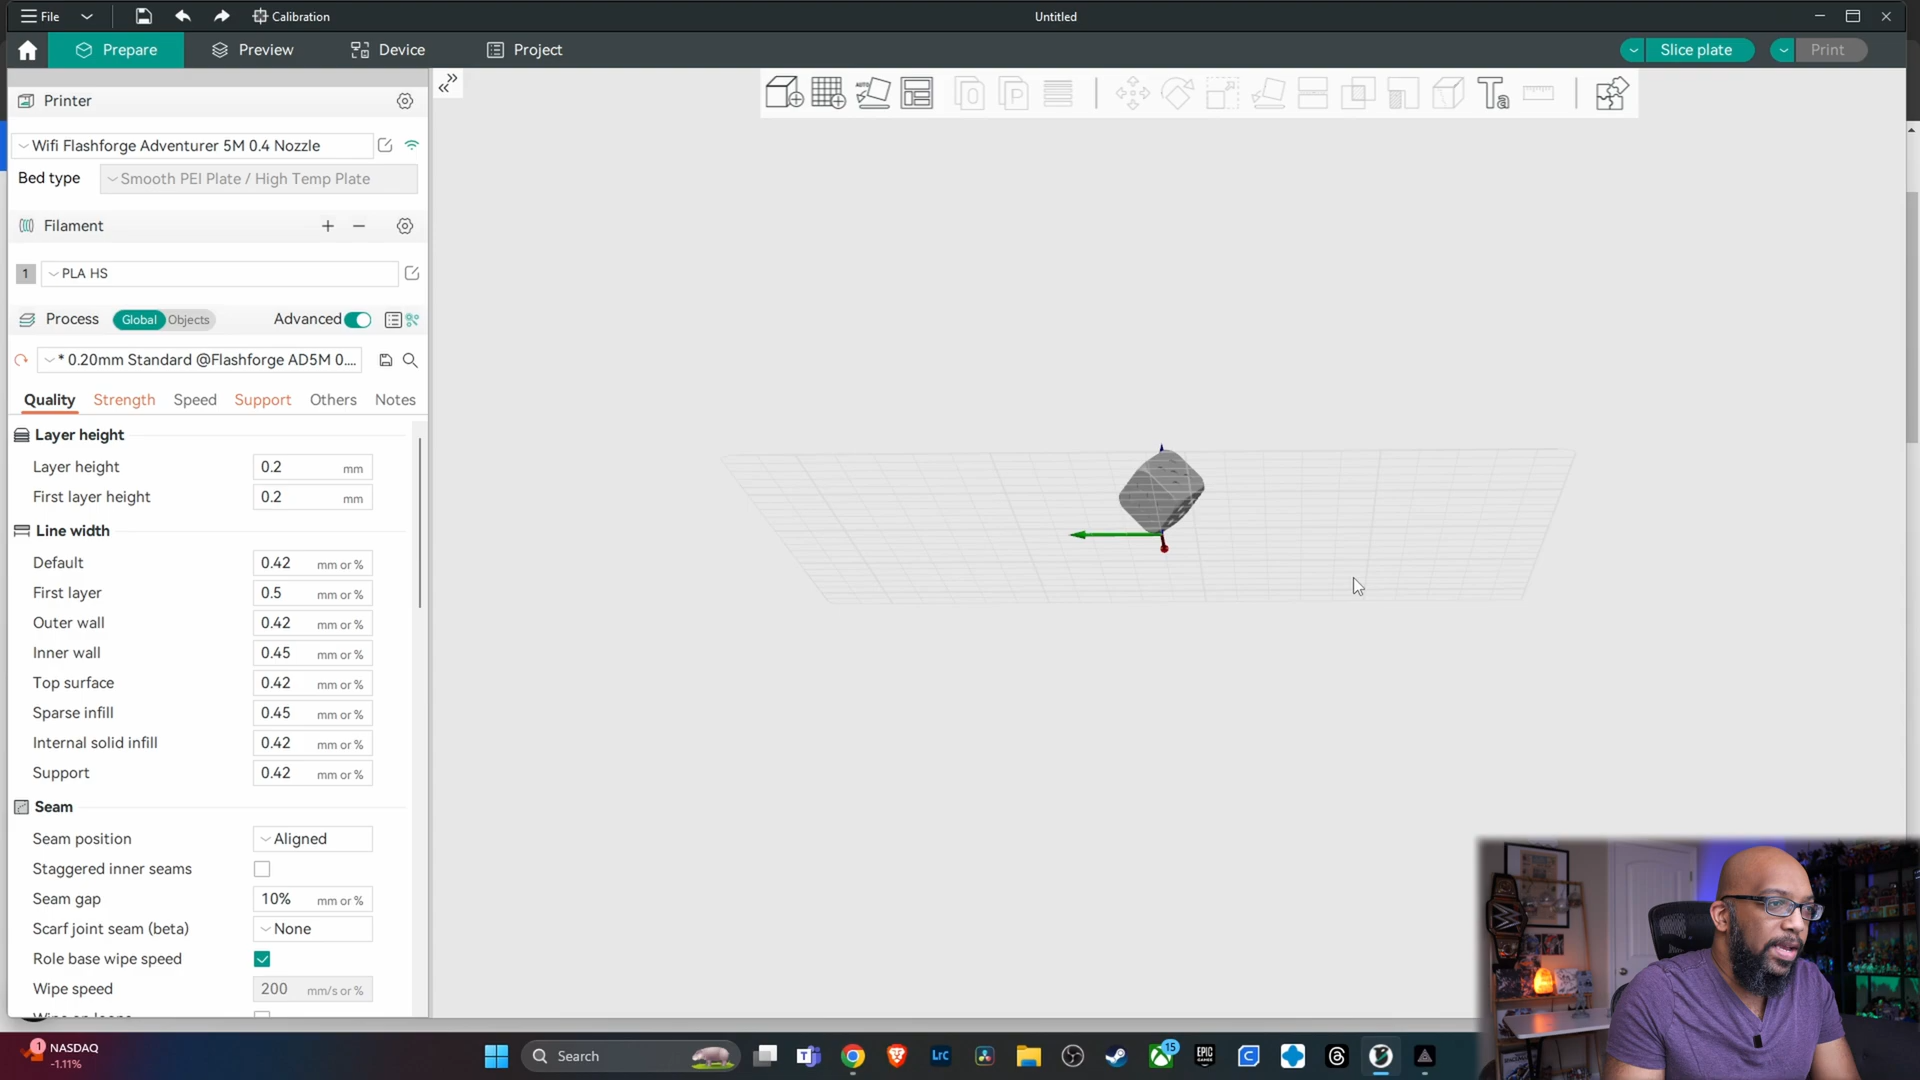 File
Calibration
Untitled
Prepare
Preview
Device
Project
Slice plate
Print
Printer
Wifi Flashforge Adventurer 5M 0.4 Nozzle
Bed type
Smooth PEI Plate / High Temp Plate
Filament
1
PLA HS
Process
Global
Objects
Advanced
* 0.20mm Standard @Flashforge AD5M 0....
Quality
Strength
Speed
Support
Others
Notes
Layer height
Layer height 0.2 mm
First layer height 0.2 mm
Line width
Default 0.42 mm or %
First layer 0.5 mm or %
Outer wall 0.42 mm or %
Inner wall 0.45 mm or %
Top surface 0.42 mm or %
Sparse infill 0.45 mm or %
Internal solid infill 0.42 mm or %
Support 0.42 mm or %
Seam
Seam position Aligned
Staggered inner seams
Seam gap 10% mm or %
Scarf joint seam (beta) None
Role base wipe speed
Wipe speed 200 mm/s or %
AUTO
O
P
Ta
1
NASDAQ
-1.11%
Search
Lrc
15
EPIC
GAMES